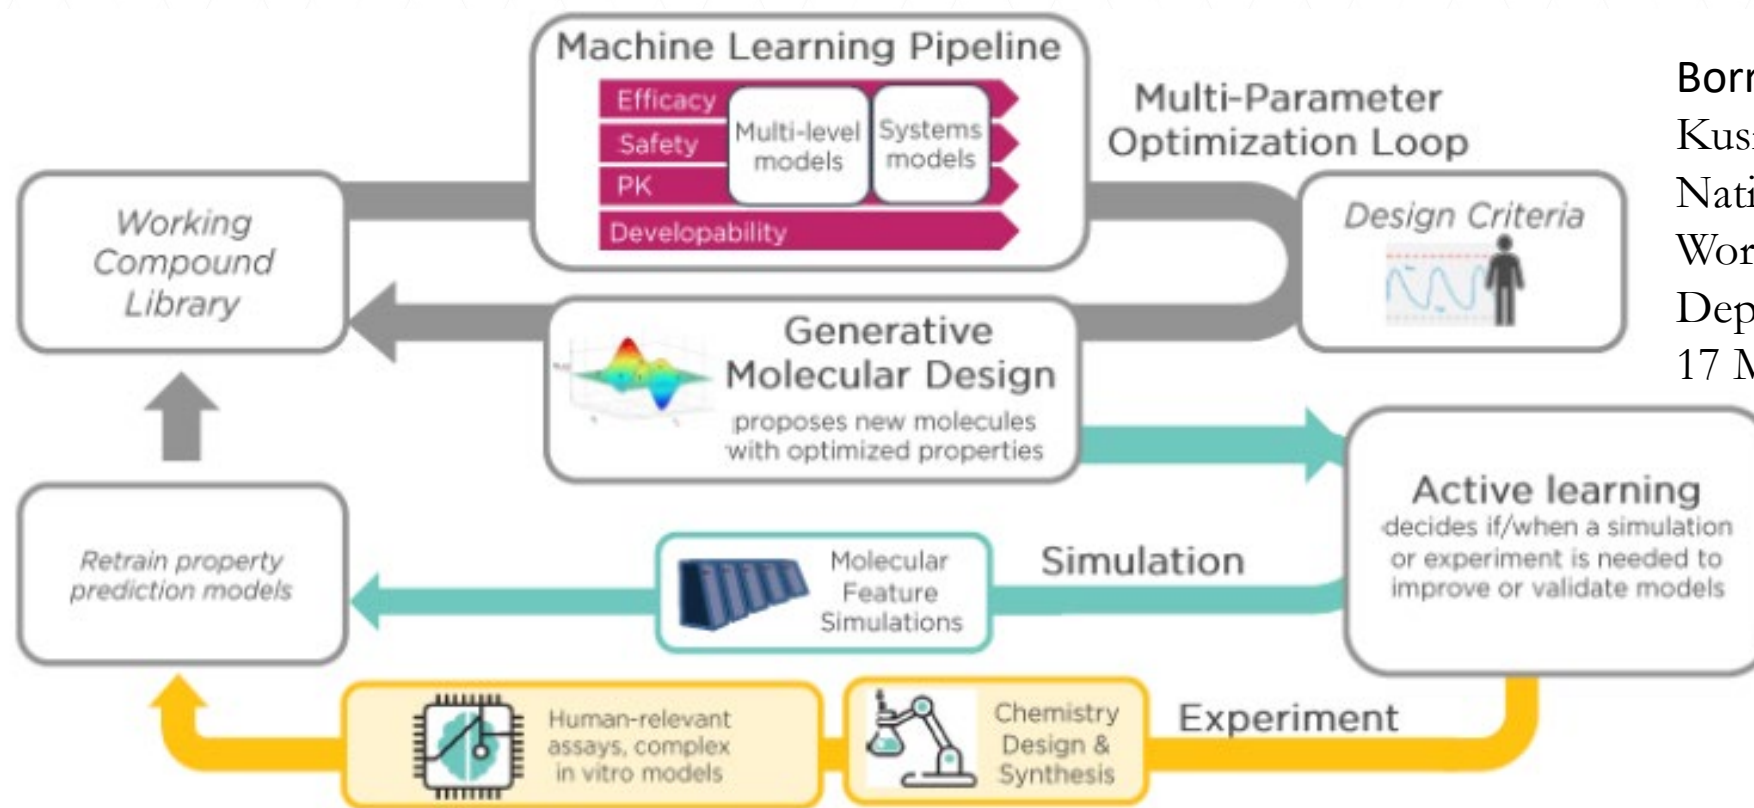 Machine Learning Pipeline
Efficacy
Safety
PK
Developability
Multi-level
models
Systems
models
Multi-Parameter
Optimization Loop
Working
Compound
Library
Design Criteria
Generative
Molecular Design
proposes new molecules
with optimized properties
Active learning
decides if/when a simulation
or experiment is needed to
improve or validate models
Retrain property
prediction models
Molecular
Feature
Simulations
Simulation
Human-relevant
assays, complex
in vitro models
Chemistry
Design &
Synthesis
Experiment
17